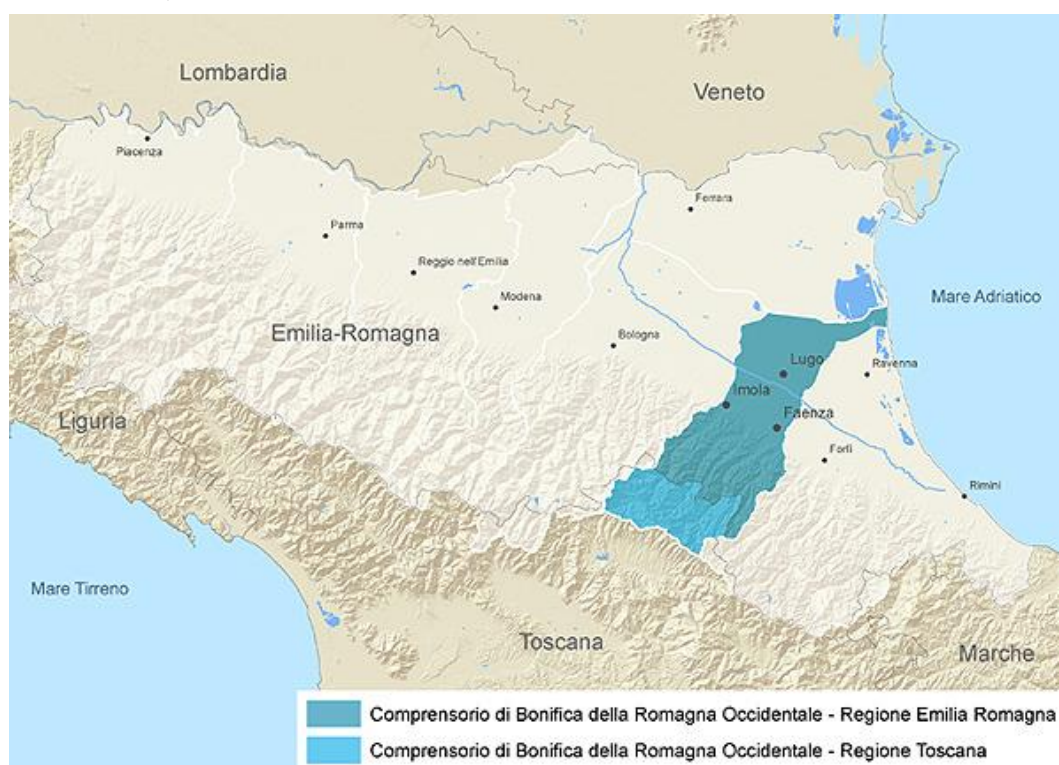 Lombardia
Veneto
Piacenza
Ferrara
Parma
Reggio nell'Emilia
Modena
Mare Adriatico
Emilia-Romagna
Bologna
Lugo
Ravenna
Imola
Liguria
Faenza
Forlì
Rimini
Mare Tirreno
Toscana
Marche
Comprensorio di Bonifica della Romagna Occidentale - Regione Emilia Romagna
Comprensorio di Bonifica della Romagna Occidentale - Regione Toscana